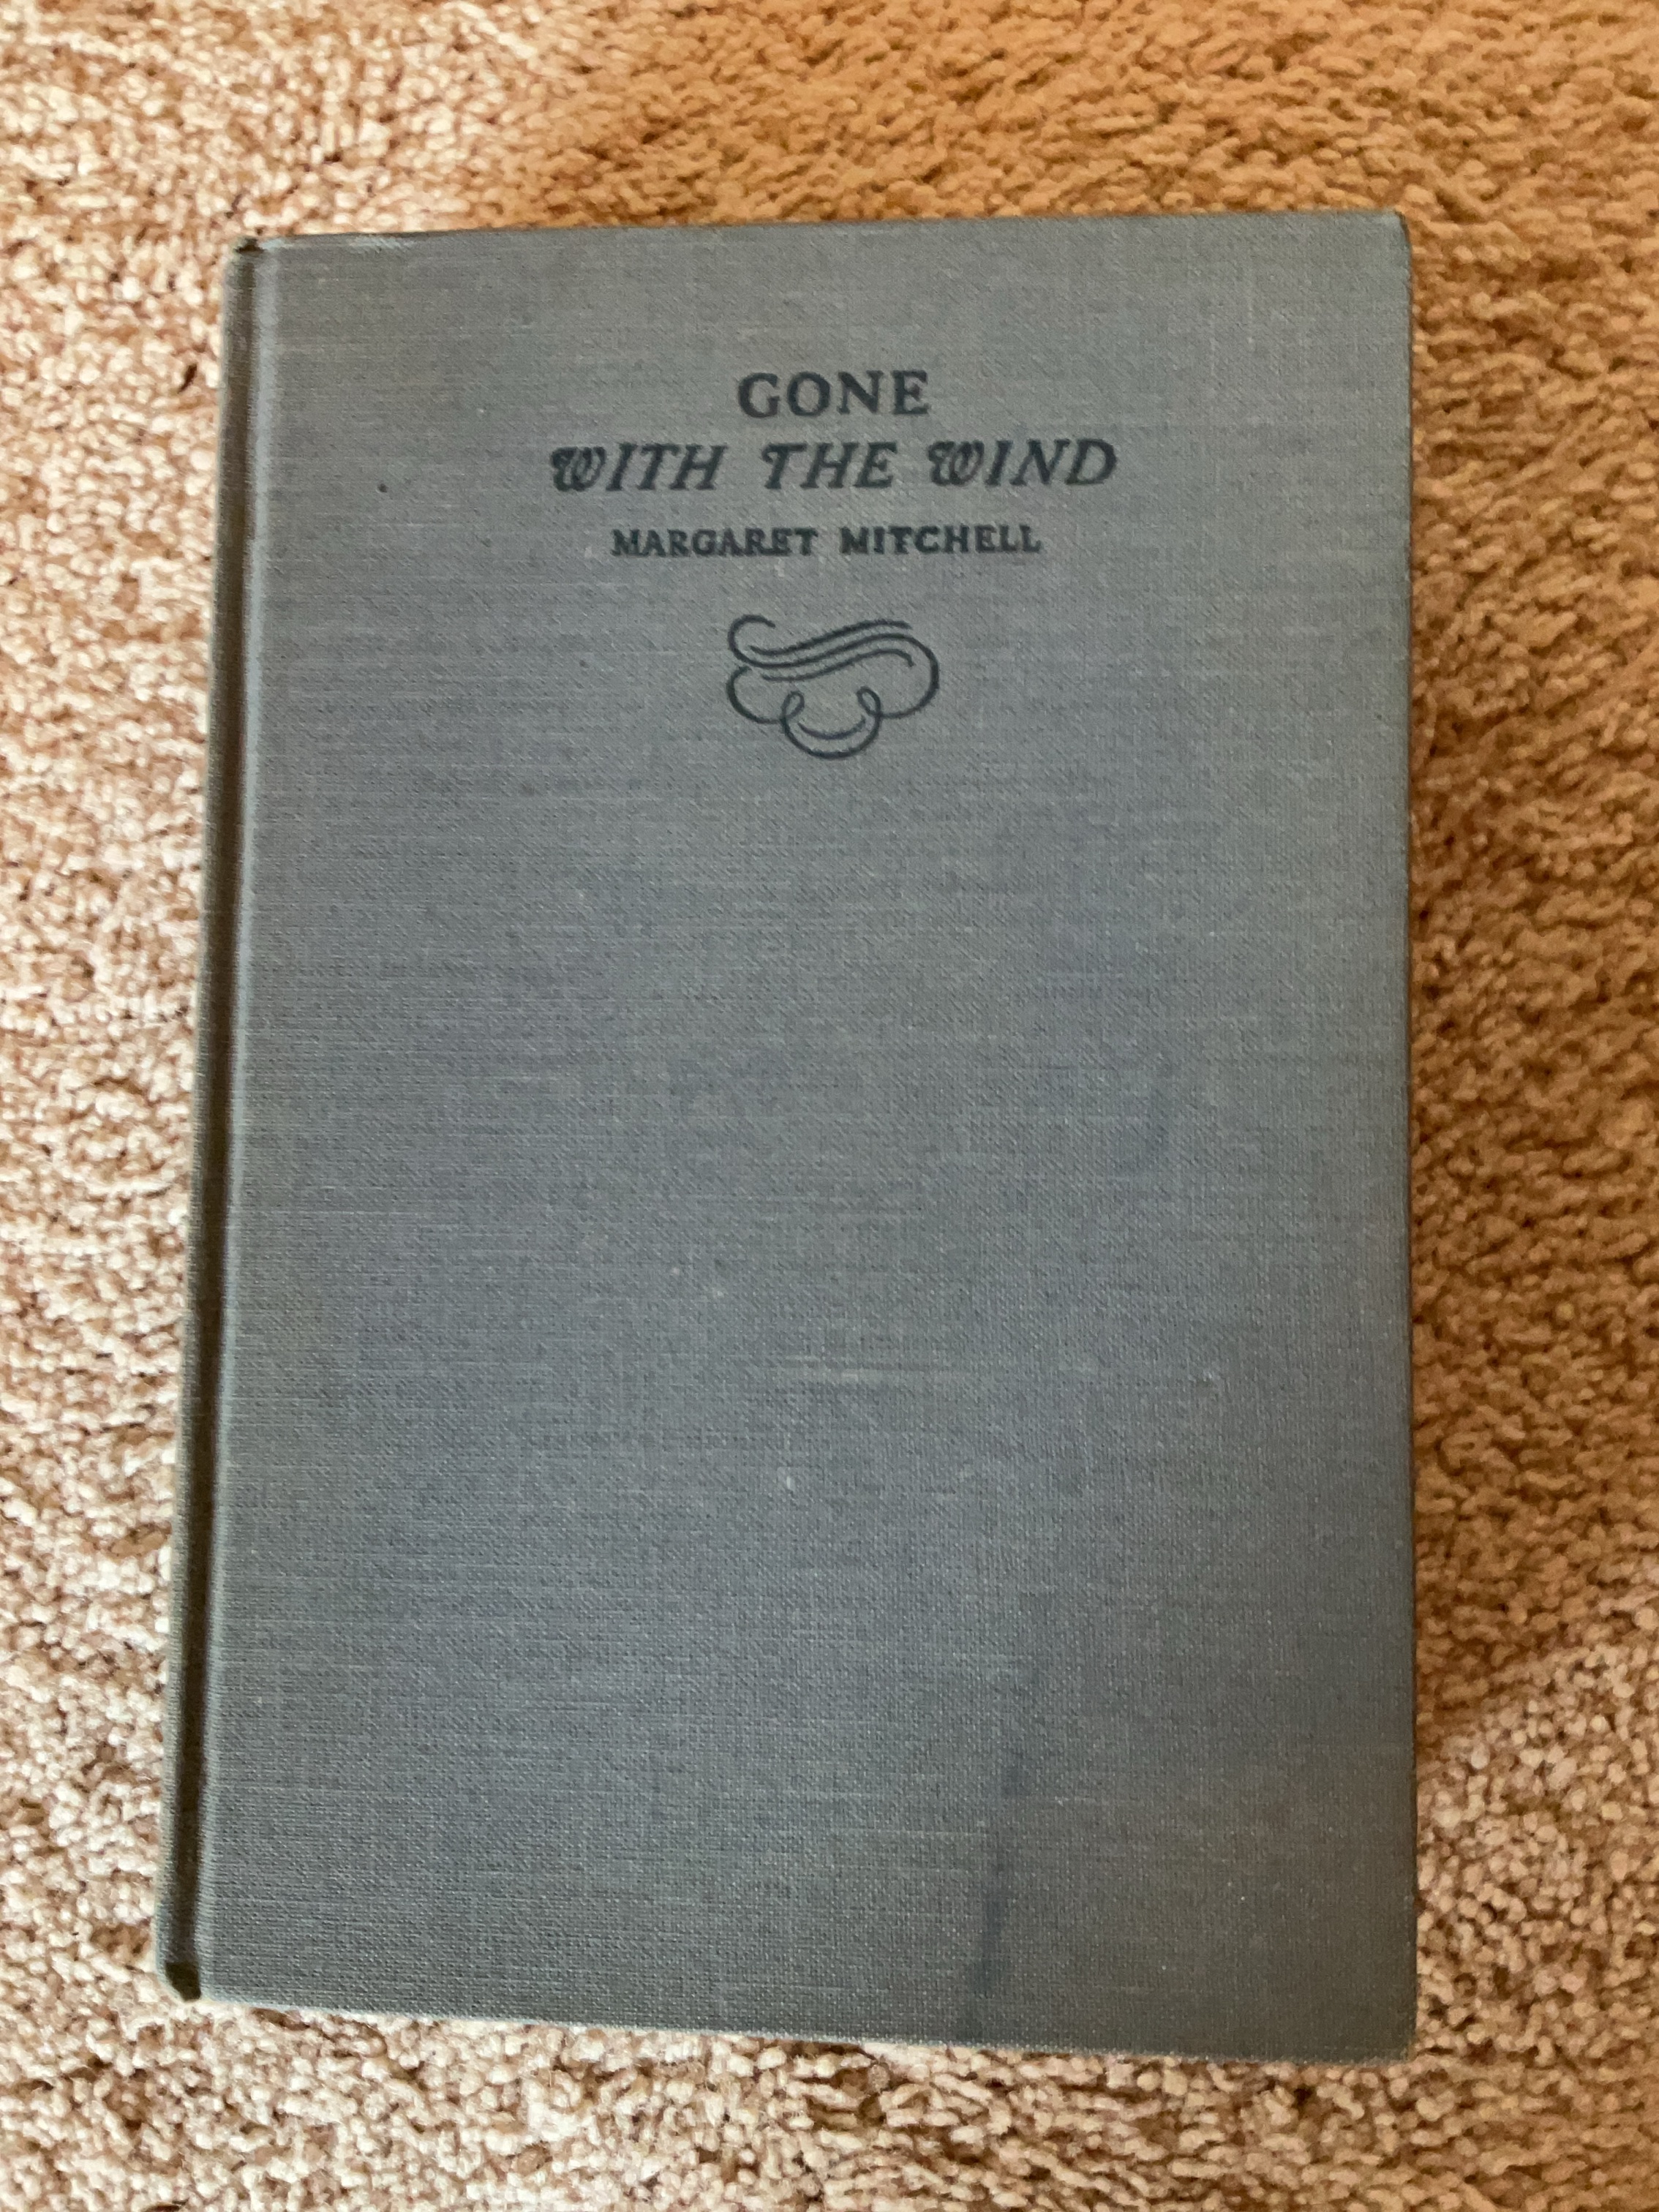 GONE
WITH THE WIND
MARGARET MITCHELL